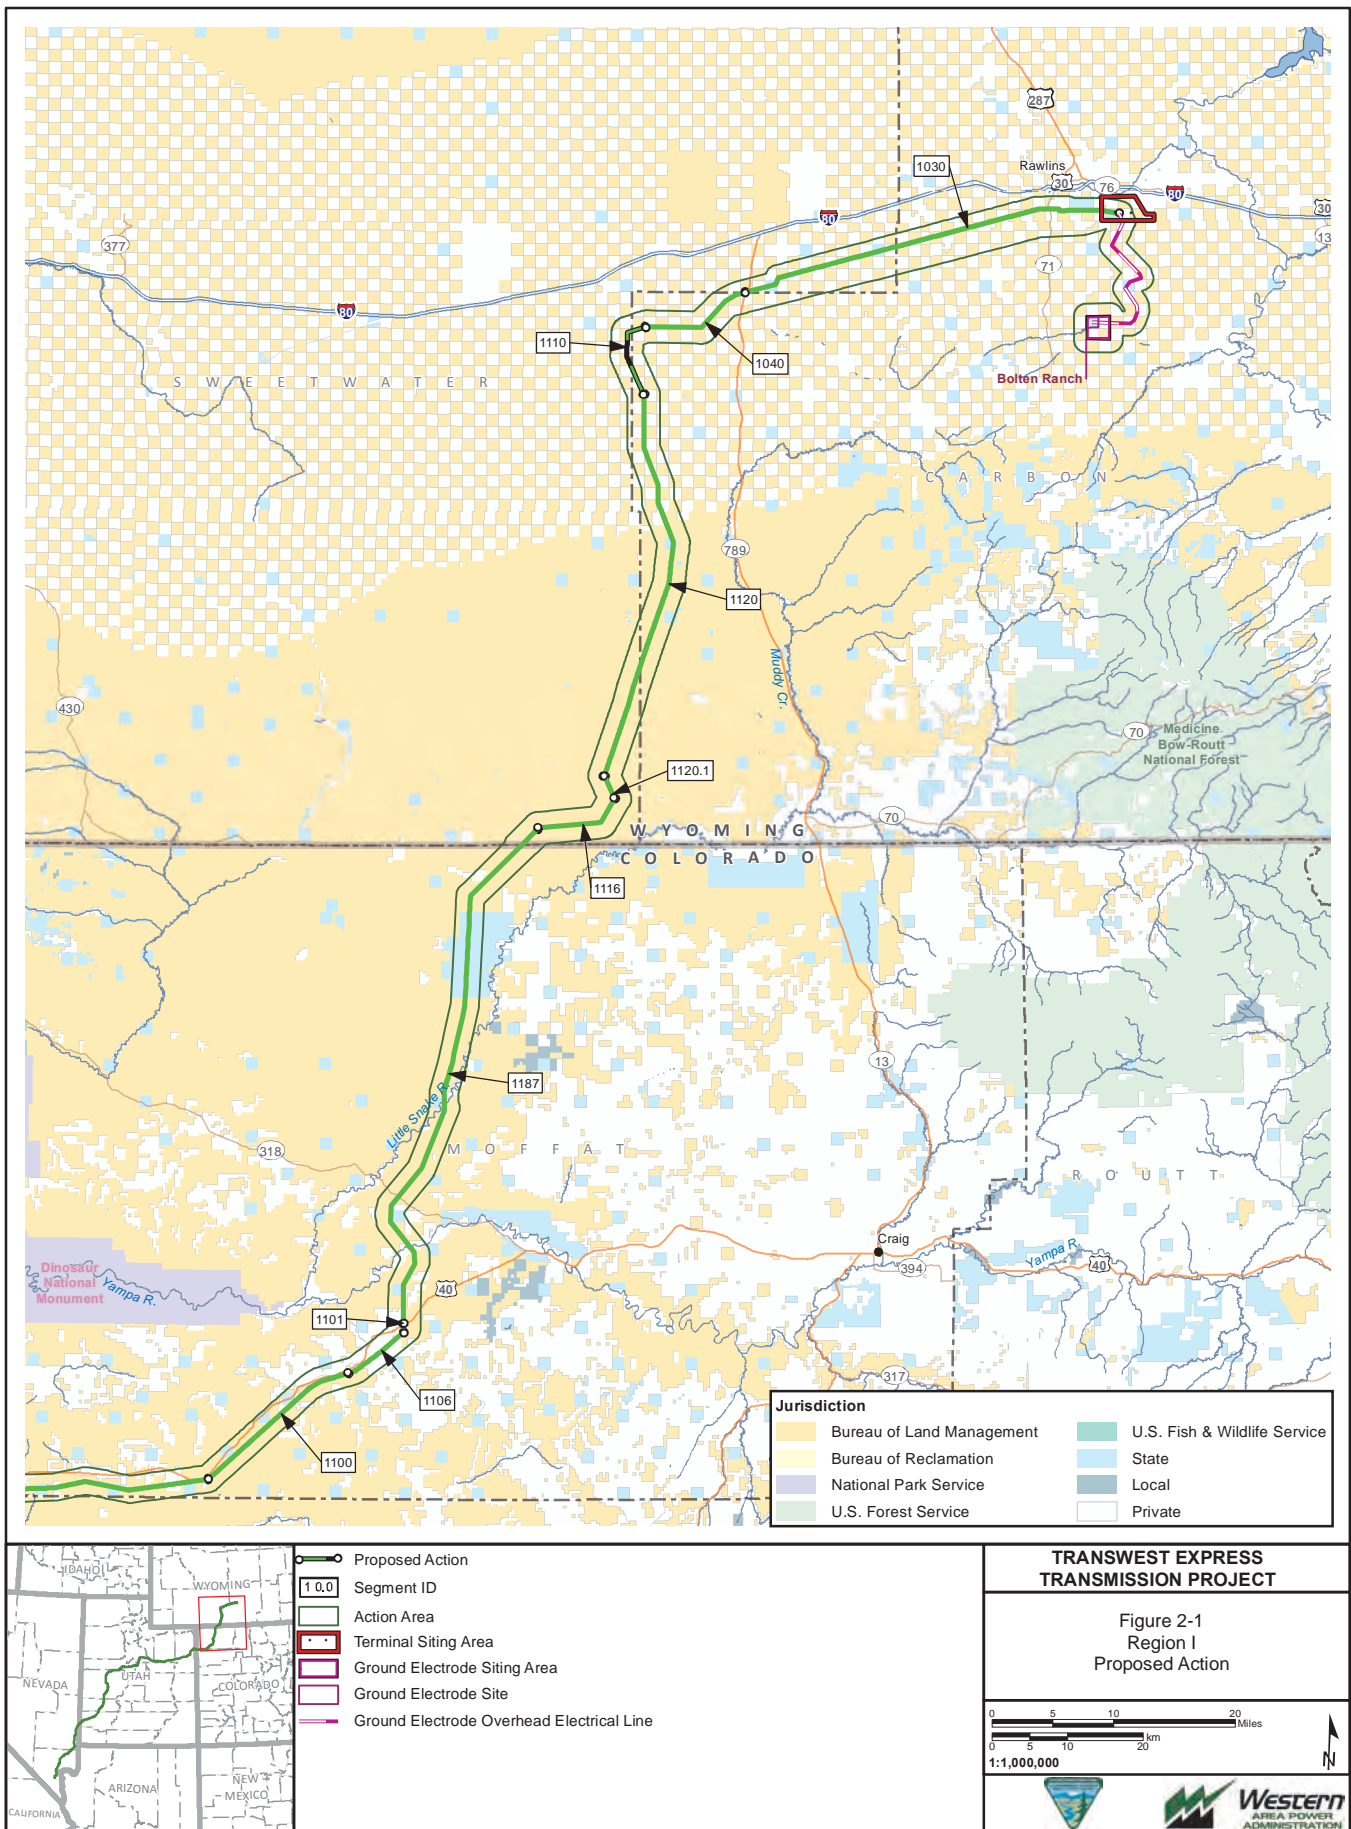 287
Rawlins
1030
30
76
80
80
30
13
377
71
80
1110
1040
Bolten Ranch
S W E E T W A T E R
C A R B O N
789
1120
Muddy Cr.
430
70
Medicine
Bow-Routt
National Forest
1120.1
70
W Y O M I N G
C O L O R A D O
1116
13
1187
Little Snake R.
318
M O F F A T
R O U T T
Craig
394
Yampa R.
40
Dinosaur
National
Monument
Yampa R.
40
1101
1106
317
1100
Jurisdiction
Bureau of Land Management
Bureau of Reclamation
National Park Service
U.S. Forest Service
U.S. Fish & Wildlife Service
State
Local
Private
IDAHO
WYOMING
NEVADA
UTAH
COLORADO
ARIZONA
NEW
MEXICO
CALIFORNIA
Proposed Action
1 0.0 Segment ID
Action Area
Terminal Siting Area
Ground Electrode Siting Area
Ground Electrode Site
Ground Electrode Overhead Electrical Line
TRANSWEST EXPRESS
TRANSMISSION PROJECT
Figure 2-1
Region I
Proposed Action
0 5 10 20
Miles
0 5 10 20
km
1:1,000,000
N
Western
AREA POWER
ADMINISTRATION